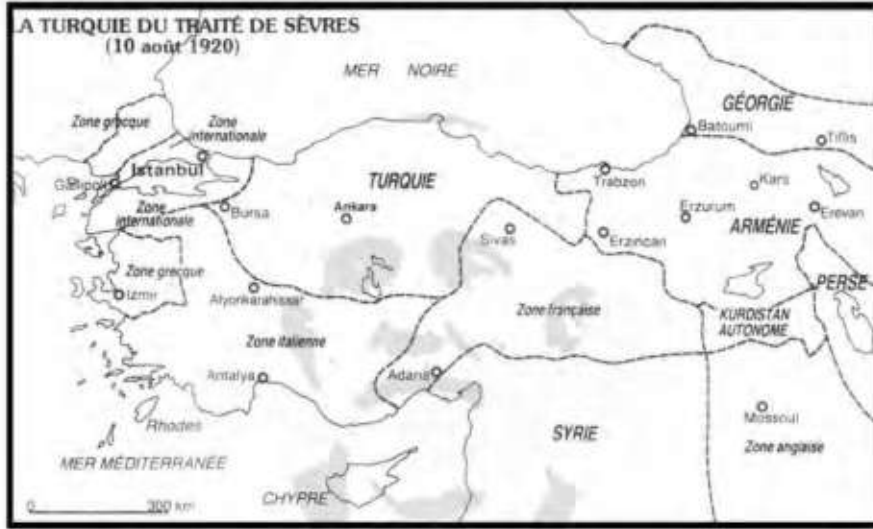 LA TURQUIE DU TRAITÉ DE SÈVRES
(10 août 1920)
MER NOIRE
Zone grecque
Zone
internationale
GÉORGIE
Batoumi
Tiflis
Istanbul
Gallipoli
TURQUIE
Trabzon
Kars
Zone
internationale
Bursa
Ankara
Sivas
Erzincan
Erzurum
ARMÉNIE
Erevan
Zone grecque
Izmir
Afyonkarahissar
Zone française
PERSE
KURDISTAN
AUTONOME
Zone italienne
Antalya
Adana
Rhodes
SYRIE
Mossoul
Zone anglaise
MER MÉDITERRANÉE
CHYPRE
0 300 km